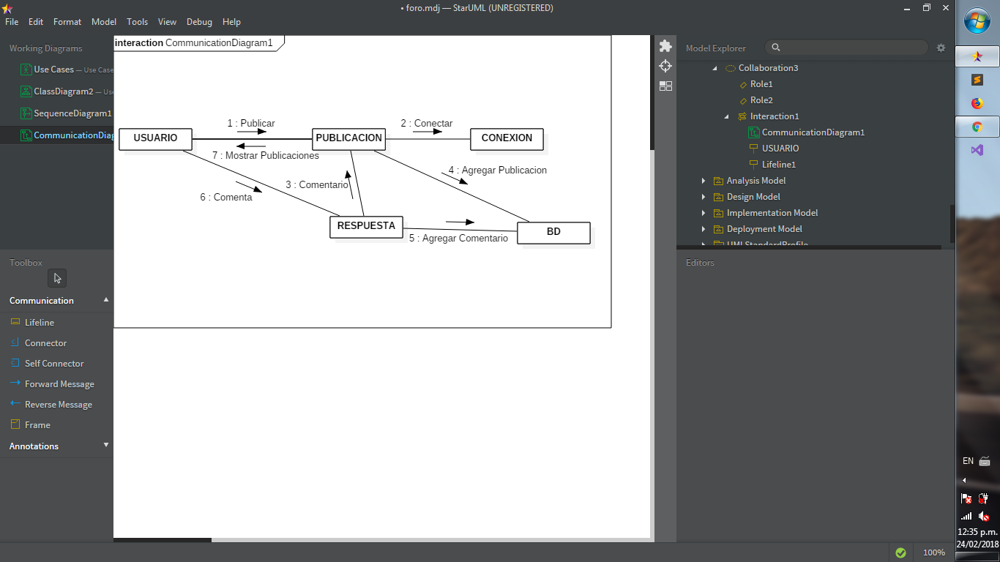 • foro.mdj — StarUML (UNREGISTERED)
File Edit Format Model Tools View Debug Help
Working Diagrams
Use Cases — Use Case
ClassDiagram2 — Use
SequenceDiagram1
CommunicationDiag
Toolbox
Communication
Lifeline
Connector
Self Connector
Forward Message
Reverse Message
Frame
Annotations
interaction CommunicationDiagram1
1 : Publicar
2 : Conectar
USUARIO
PUBLICACION
CONEXION
7 : Mostrar Publicaciones
4 : Agregar Publicacion
3 : Comentario
6 : Comenta
RESPUESTA
BD
5 : Agregar Comentario
Model Explorer
Collaboration3
Role1
Role2
Interaction1
CommunicationDiagram1
USUARIO
Lifeline1
Analysis Model
Design Model
Implementation Model
Deployment Model
UMLStandardProfile
Editors
100%
EN
12:35 p.m.
24/02/2018